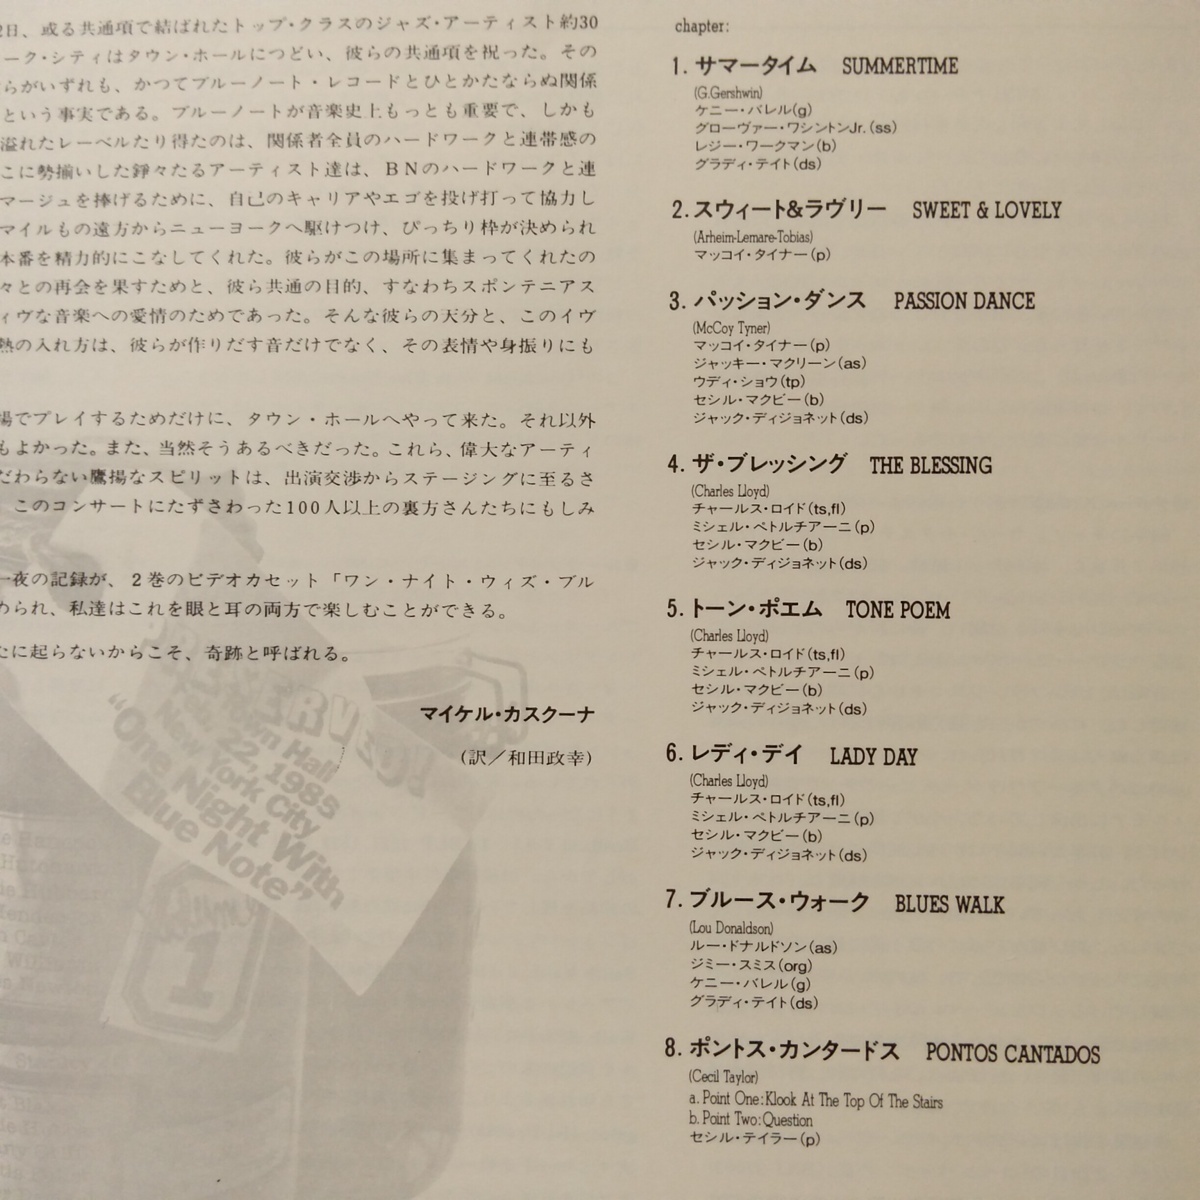 2日、或る共通項で結ばれたトップ・クラスのジャズ・アーティスト約30
ーク・シティはタウン・ホールにつどい、彼らの共通項を祝った。その
らがいずれも、かつてブルーノート・レコードとひとかたならぬ関係
という事実である。ブルーノートが音楽史上もっとも重要で、しかも
溢れたレーベルたり得たのは、関係者全員のハードワークと連帯感の
こに勢揃いした錚々たるアーティスト達は、BNのハードワークと連
マージュを捧げるために、自己のキャリアやエゴを投げ打って協力し
マイルもの遠方からニューヨークへ駆けつけ、ぴっちり枠が決められ
本番を精力的にこなしてくれた。彼らがこの場所に集まってくれたの
々との再会を果すためと、彼ら共通の目的、すなわちスポンテニアス
ィヴな音楽への愛情のためであった。そんな彼らの天分と、このイヴ
熱の入れ方は、彼らが作りだす音だけでなく、その表情や身振りにも
場でプレイするためだけに、タウン・ホールへやって来た。それ以外
もよかった。また、当然そうあるべきだった。これら、偉大なアーティ
だわらない鷹揚なスピリットは、出演交渉からステージングに至るさ
、このコンサートにたずさわった100人以上の裏方さんたちにもしみ
一夜の記録が、2巻のビデオカセット「ワン・ナイト・ウィズ・ブル
められ、私達はこれを眼と耳の両方で楽しむことができる。
たに起らないからこそ、奇跡と呼ばれる。
マイケル・カスクーナ
(訳/和田政幸)
Town Hall
Feb. 22, 1985
New York City
"One Night With
Blue Note"
1
chapter:
1. サマータイム SUMMERTIME
(G.Gershwin)
ケニー・バレル(g)
グローヴァー・ワシントンJr.(ss)
レジー・ワークマン(b)
グラディ・テイト(ds)
2. スウィート&ラヴリー SWEET & LOVELY
(Arheim-Lemare-Tobias)
マッコイ・タイナー(p)
3. パッション・ダンス PASSION DANCE
(McCoy Tyner)
マッコイ・タイナー(p)
ジャッキー・マクリーン(as)
ウディ・ショウ(tp)
セシル・マクビー(b)
ジャック・ディジョネット(ds)
4. ザ・ブレッシング THE BLESSING
(Charles Lloyd)
チャールス・ロイド(ts,fl)
ミシェル・ペトルチアーニ(p)
セシル・マクビー(b)
ジャック・ディジョネット(ds)
5. トーン・ポエム TONE POEM
(Charles Lloyd)
チャールス・ロイド(ts,fl)
ミシェル・ペトルチアーニ(p)
セシル・マクビー(b)
ジャック・ディジョネット(ds)
6. レディ・デイ LADY DAY
(Charles Lloyd)
チャールス・ロイド(ts,fl)
ミシェル・ペトルチアーニ(p)
セシル・マクビー(b)
ジャック・ディジョネット(ds)
7. ブルース・ウォーク BLUES WALK
(Lou Donaldson)
ルー・ドナルドソン(as)
ジミー・スミス(org)
ケニー・バレル(g)
グラディ・テイト(ds)
8. ポントス・カンタードス PONTOS CANTADOS
(Cecil Taylor)
a. Point One:Klook At The Top Of The Stairs
b. Point Two:Question
セシル・テイラー(p)